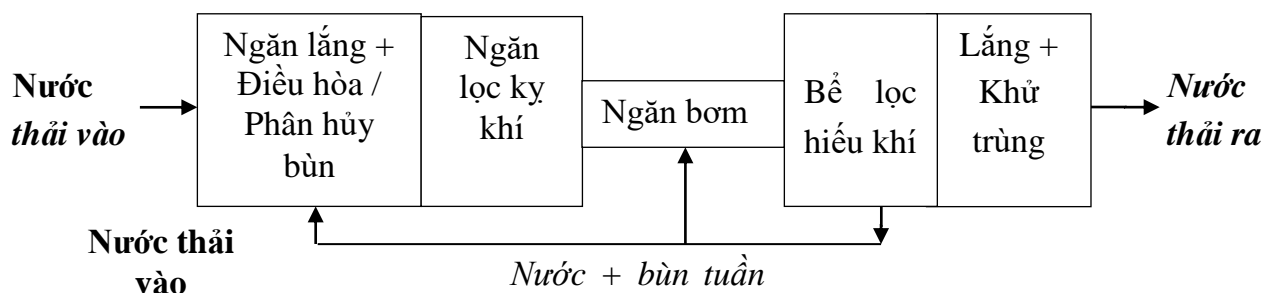 Nước
thải vào
Ngăn lắng +
Điều hòa /
Phân hủy
bùn
Ngăn
lọc kỵ
khí
Ngăn bơm
Bể lọc
hiếu khí
Lắng +
Khử
trùng
Nước
thải ra
Nước thải
vào
Nước + bùn tuần